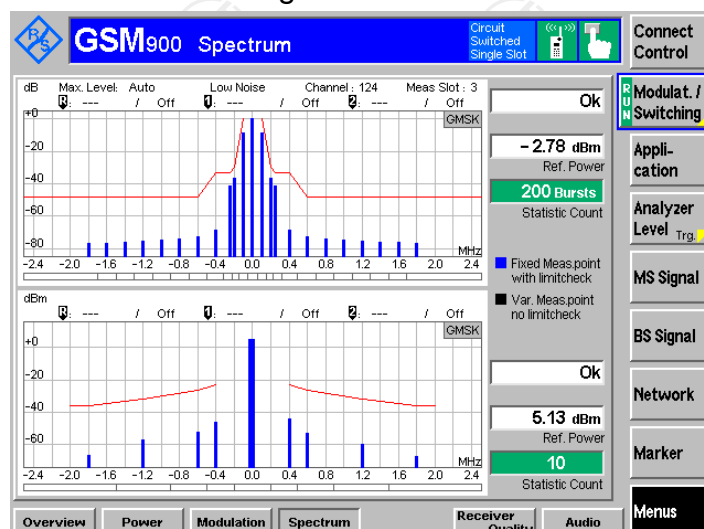 R&S
GSM900 Spectrum
Circuit Switched Single Slot
Connect Control
dB Max. Level: Auto Low Noise Channel: 124 Meas Slot: 3
R: --- / Off 1: --- / Off 2: --- / Off
GMSK
+0
-20
-40
-60
-80
MHz
-2.4 -2.0 -1.6 -1.2 -0.8 -0.4 0.0 0.4 0.8 1.2 1.6 2.0 2.4
Ok
-2.78 dBm
Ref. Power
200 Bursts
Statistic Count
Fixed Meas.point with limitcheck
Var. Meas.point no limitcheck
dBm
R: --- / Off 1: --- / Off 2: --- / Off
GMSK
+0
-20
-40
-60
MHz
-2.4 -2.0 -1.6 -1.2 -0.8 -0.4 0.0 0.4 0.8 1.2 1.6 2.0 2.4
Ok
5.13 dBm
Ref. Power
10
Statistic Count
RUN
Modulat. / Switching
Appli-cation
Analyzer Level Trg.
MS Signal
BS Signal
Network
Marker
Menus
Overview Power Modulation Spectrum Receiver Quality Audio